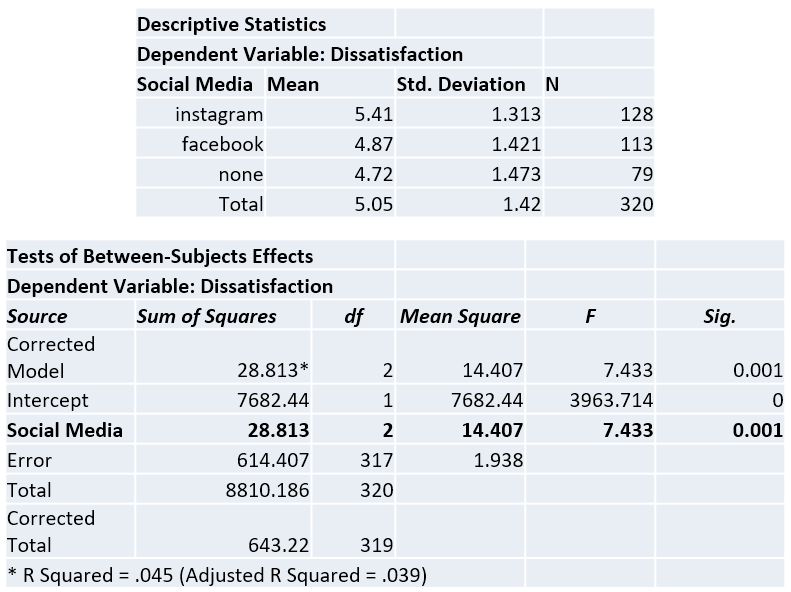 Descriptive Statistics
Dependent Variable: Dissatisfaction
Social Media Mean Std. Deviation N
instagram 5.41 1.313 128
facebook 4.87 1.421 113
none 4.72 1.473 79
Total 5.05 1.42 320
Tests of Between-Subjects Effects
Dependent Variable: Dissatisfaction
Source Sum of Squares df Mean Square F Sig.
Corrected
Model 28.813* 2 14.407 7.433 0.001
Intercept 7682.44 1 7682.44 3963.714 0
Social Media 28.813 2 14.407 7.433 0.001
Error 614.407 317 1.938
Total 8810.186 320
Corrected
Total 643.22 319
* R Squared = .045 (Adjusted R Squared = .039)